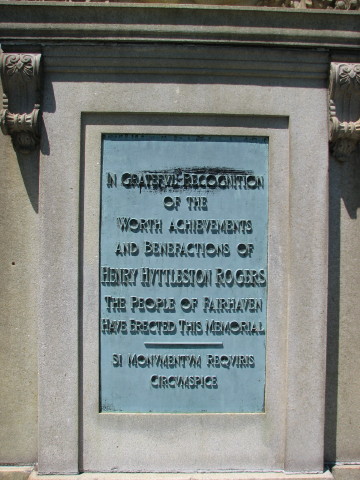 IN GRATEFVL RECOGNITION
OF THE
WORTH ACHIEVEMENTS
AND BENEFACTIONS OF
HENRY HVTTLESTON ROGERS
THE PEOPLE OF FAIRHAVEN
HAVE ERECTED THIS MEMORIAL
SI MONVMENTVM REQVIRIS
CIRCVMSPICE